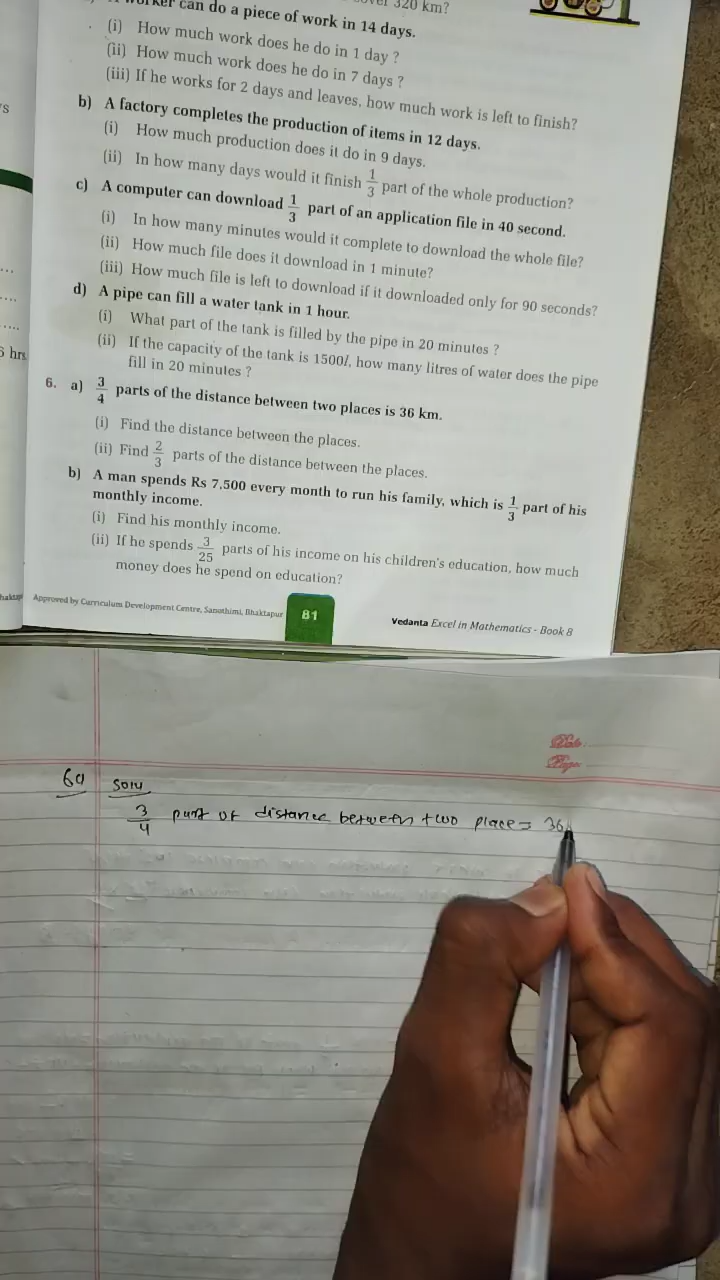 over 320 km?
worker can do a piece of work in 14 days.
(i) How much work does he do in 1 day ?
(ii) How much work does he do in 7 days ?
(iii) If he works for 2 days and leaves, how much work is left to finish?
b) A factory completes the production of items in 12 days.
(i) How much production does it do in 9 days.
(ii) In how many days would it finish 1/3 part of the whole production?
c) A computer can download 1/3 part of an application file in 40 second.
(i) In how many minutes would it complete to download the whole file?
(ii) How much file does it download in 1 minute?
(iii) How much file is left to download if it downloaded only for 90 seconds?
d) A pipe can fill a water tank in 1 hour.
(i) What part of the tank is filled by the pipe in 20 minutes ?
(ii) If the capacity of the tank is 1500l, how many litres of water does the pipe
fill in 20 minutes ?
6. a) 3/4 parts of the distance between two places is 36 km.
(i) Find the distance between the places.
(ii) Find 2/3 parts of the distance between the places.
b) A man spends Rs 7,500 every month to run his family, which is 1/3 part of his
monthly income.
(i) Find his monthly income.
(ii) If he spends 3/25 parts of his income on his children's education, how much
money does he spend on education?
Approved by Curriculum Development Centre, Sanothimi, Bhaktapur 81 Vedanta Excel in Mathematics - Book 8
Date
Page
6a Soln
3/4 part of distance between two place = 36